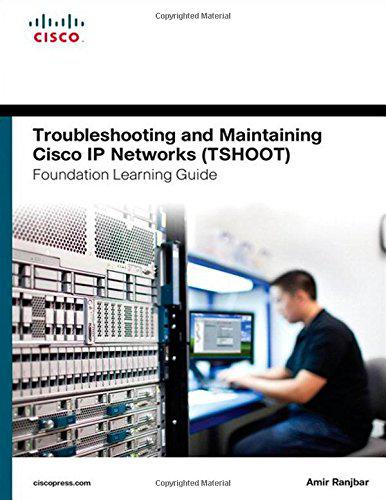 Copyrighted Material
CISCO
Troubleshooting and Maintaining
Cisco IP Networks (TSHOOT)
Foundation Learning Guide
ciscopress.com
Amir Ranjbar
Copyrighted Material